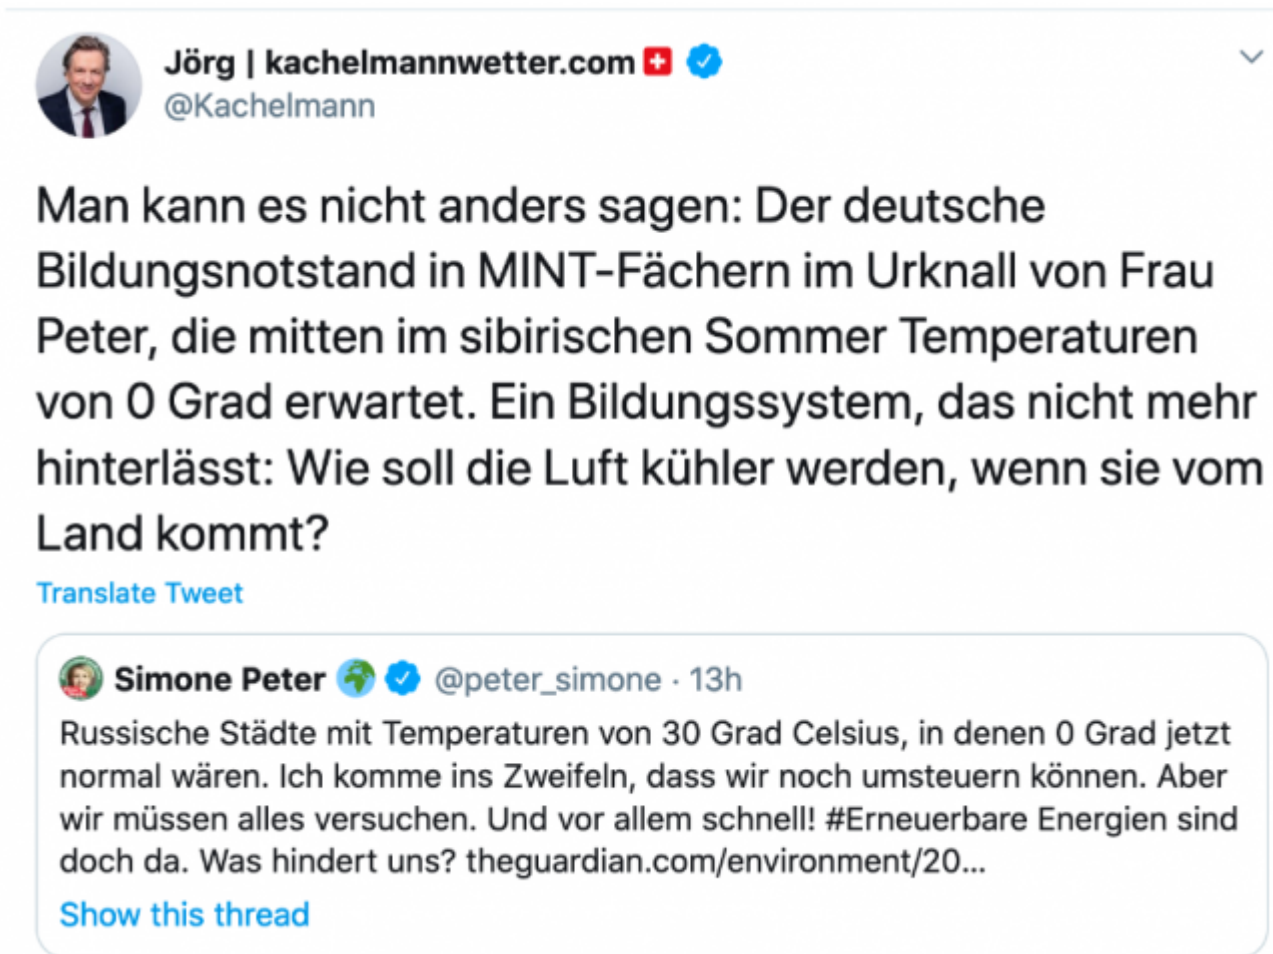 Jörg | kachelmannwetter.com
@Kachelmann
Man kann es nicht anders sagen: Der deutsche
Bildungsnotstand in MINT-Fächern im Urknall von Frau
Peter, die mitten im sibirischen Sommer Temperaturen
von 0 Grad erwartet. Ein Bildungssystem, das nicht mehr
hinterlässt: Wie soll die Luft kühler werden, wenn sie vom
Land kommt?
Translate Tweet
Simone Peter @peter_simone · 13h
Russische Städte mit Temperaturen von 30 Grad Celsius, in denen 0 Grad jetzt
normal wären. Ich komme ins Zweifeln, dass wir noch umsteuern können. Aber
wir müssen alles versuchen. Und vor allem schnell! #Erneuerbare Energien sind
doch da. Was hindert uns? theguardian.com/environment/20...
Show this thread